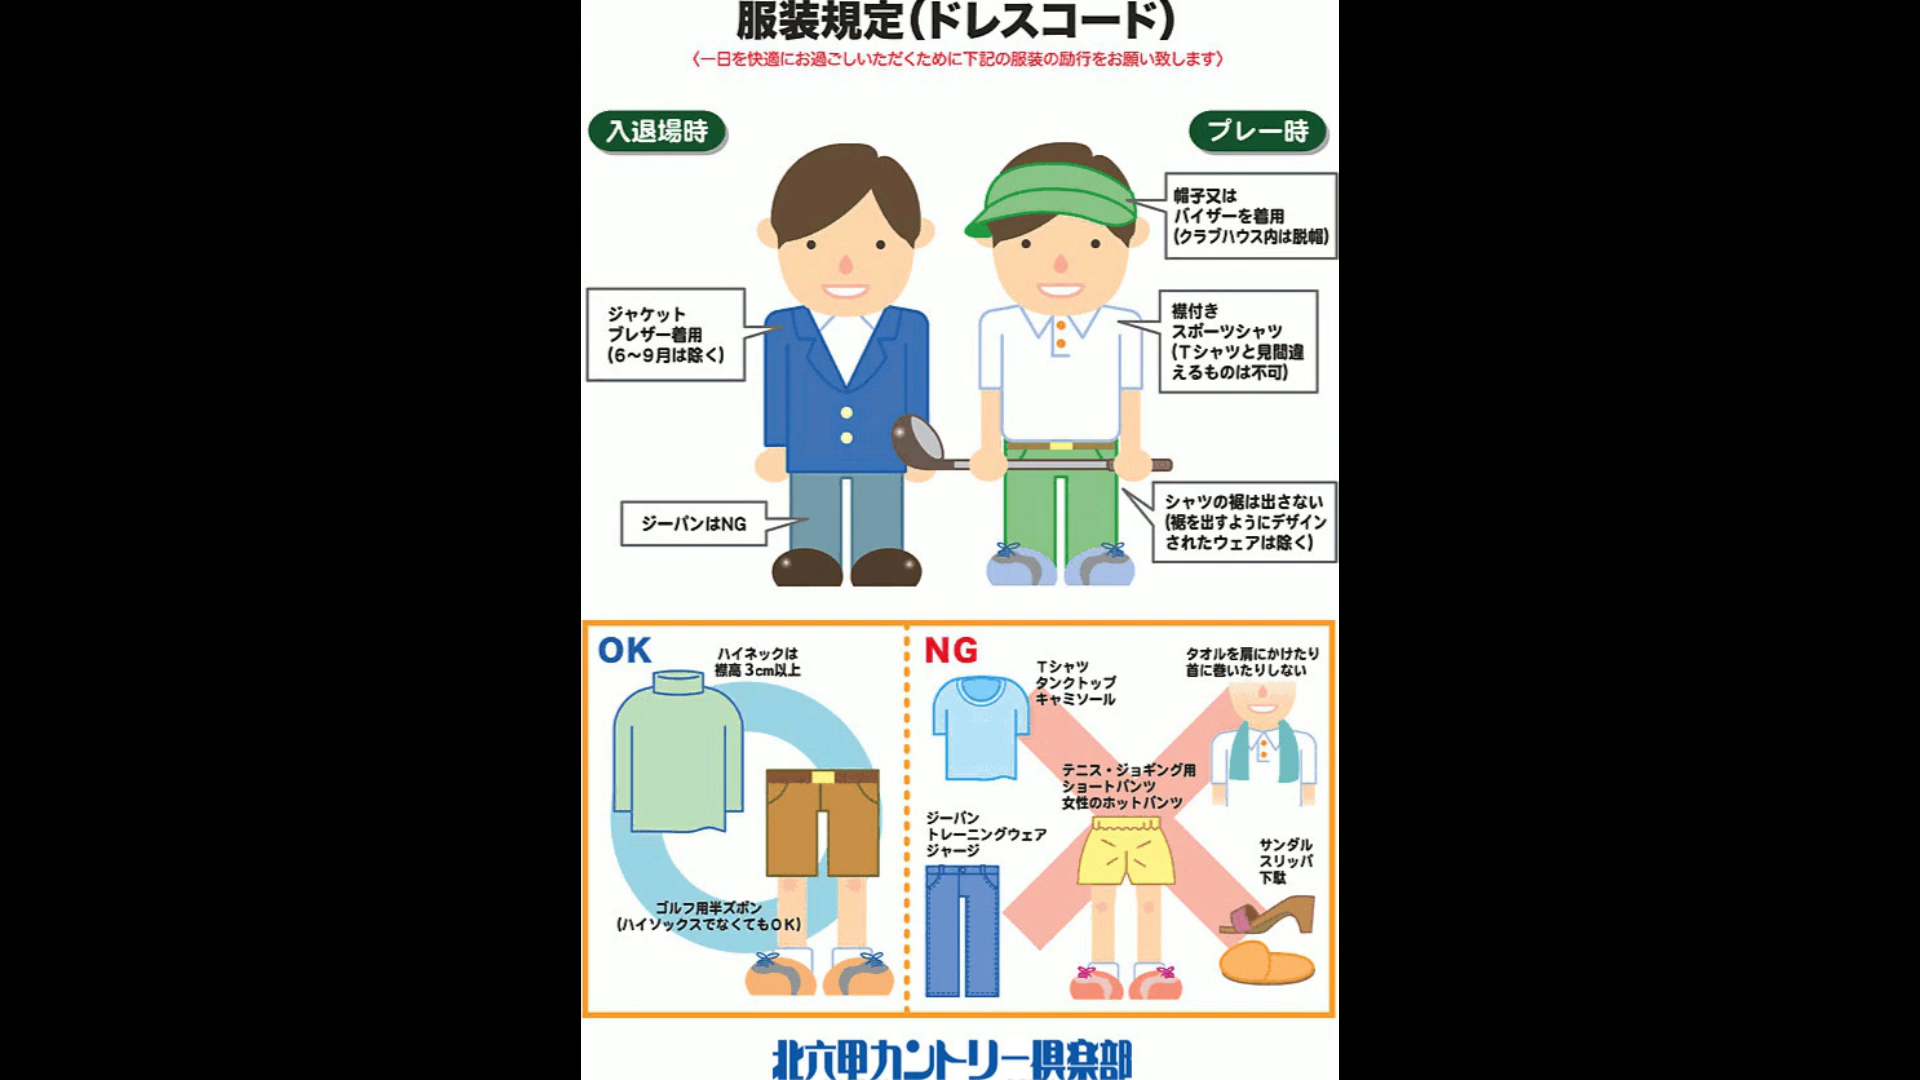 服装規定（ドレスコード）
〈一日を快適にお過ごしいただくために下記の服装の励行をお願い致します〉
入退場時
プレー時
帽子又は
バイザーを着用
(クラブハウス内は脱帽)
ジャケット
ブレザー着用
(6～9月は除く)
襟付き
スポーツシャツ
(Tシャツと見間違
えるものは不可)
ジーパンはNG
シャツの裾は出さない
(裾を出すようにデザイン
されたウェアは除く)
OK
ハイネックは
襟高3cm以上
ゴルフ用半ズボン
(ハイソックスでなくてもOK)
NG
Tシャツ
タンクトップ
キャミソール
タオルを肩にかけたり
首に巻いたりしない
テニス・ジョギング用
ショートパンツ
女性のホットパンツ
ジーパン
トレーニングウェア
ジャージ
サンダル
スリッパ
下駄
北六甲カントリー倶楽部